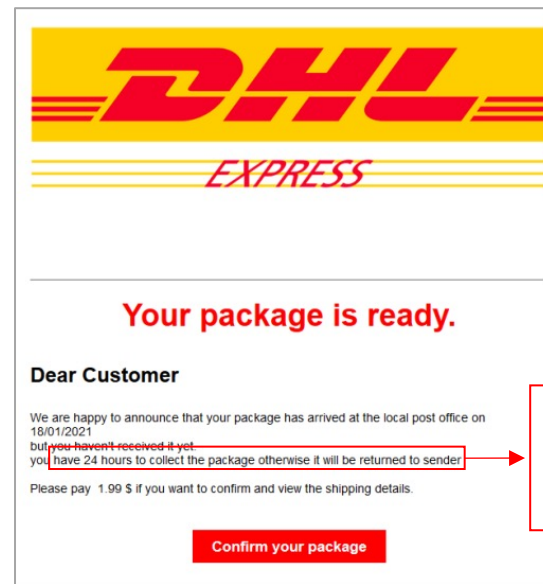 DHL
EXPRESS
Your package is ready.
Dear Customer
We are happy to announce that your package has arrived at the local post office on
18/01/2021
but you haven't received it yet.
you have 24 hours to collect the package otherwise it will be returned to sender
Please pay 1.99 $ if you want to confirm and view the shipping details.
Confirm your package